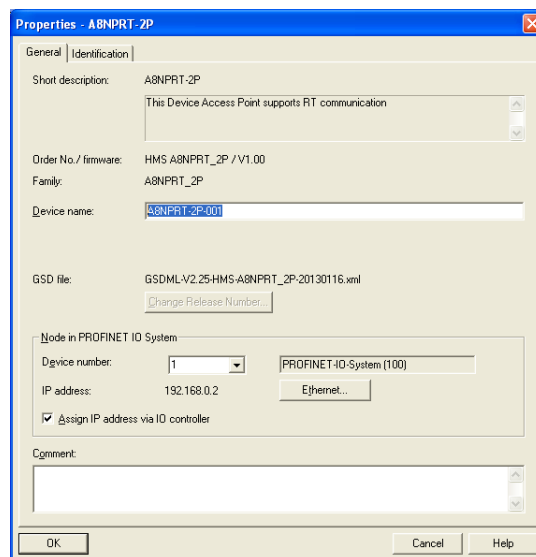 Properties - A8NPRT-2P
General Identification
Short description: A8NPRT-2P
This Device Access Point supports RT communication
Order No./ firmware: HMS A8NPRT_2P / V1.00
Family: A8NPRT_2P
Device name: A8NPRT-2P-001
GSD file: GSDML-V2.25-HMS-A8NPRT_2P-20130116.xml
Change Release Number...
Node in PROFINET IO System
Device number: 1 PROFINET-IO-System (100)
IP address: 192.168.0.2 Ethernet...
Assign IP address via IO controller
Comment:
OK Cancel Help